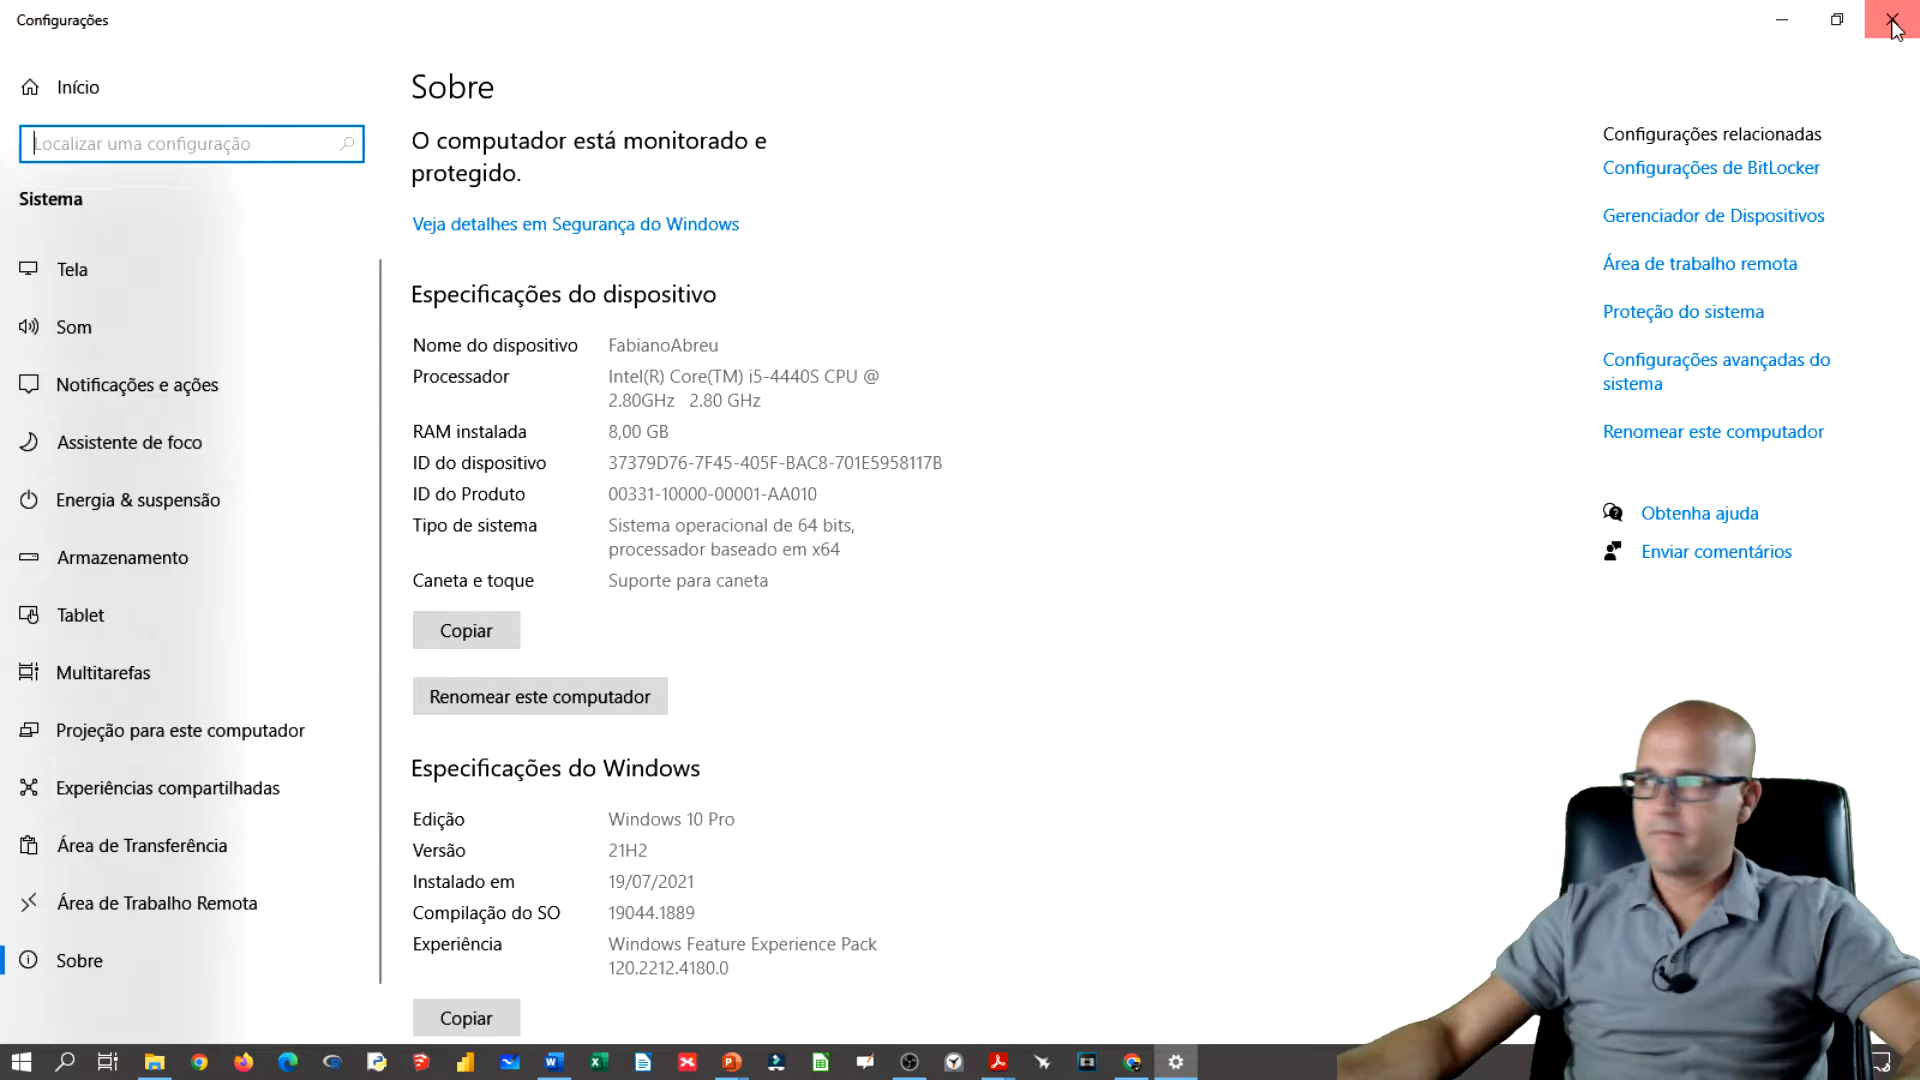 Configurações
Início
Localizar uma configuração
Sistema
Tela
Som
Notificações e ações
Assistente de foco
Energia & suspensão
Armazenamento
Tablet
Multitarefas
Projeção para este computador
Experiências compartilhadas
Área de Transferência
Área de Trabalho Remota
Sobre
Sobre
O computador está monitorado e
protegido.
Veja detalhes em Segurança do Windows
Especificações do dispositivo
Nome do dispositivo FabianoAbreu
Processador Intel(R) Core(TM) i5-4440S CPU @
2.80GHz 2.80 GHz
RAM instalada 8,00 GB
ID do dispositivo 37379D76-7F45-405F-BAC8-701E5958117B
ID do Produto 00331-10000-00001-AA010
Tipo de sistema Sistema operacional de 64 bits,
processador baseado em x64
Caneta e toque Suporte para caneta
Copiar
Renomear este computador
Especificações do Windows
Edição Windows 10 Pro
Versão 21H2
Instalado em 19/07/2021
Compilação do SO 19044.1889
Experiência Windows Feature Experience Pack
120.2212.4180.0
Copiar
Configurações relacionadas
Configurações de BitLocker
Gerenciador de Dispositivos
Área de trabalho remota
Proteção do sistema
Configurações avançadas do
sistema
Renomear este computador
Obtenha ajuda
Enviar comentários